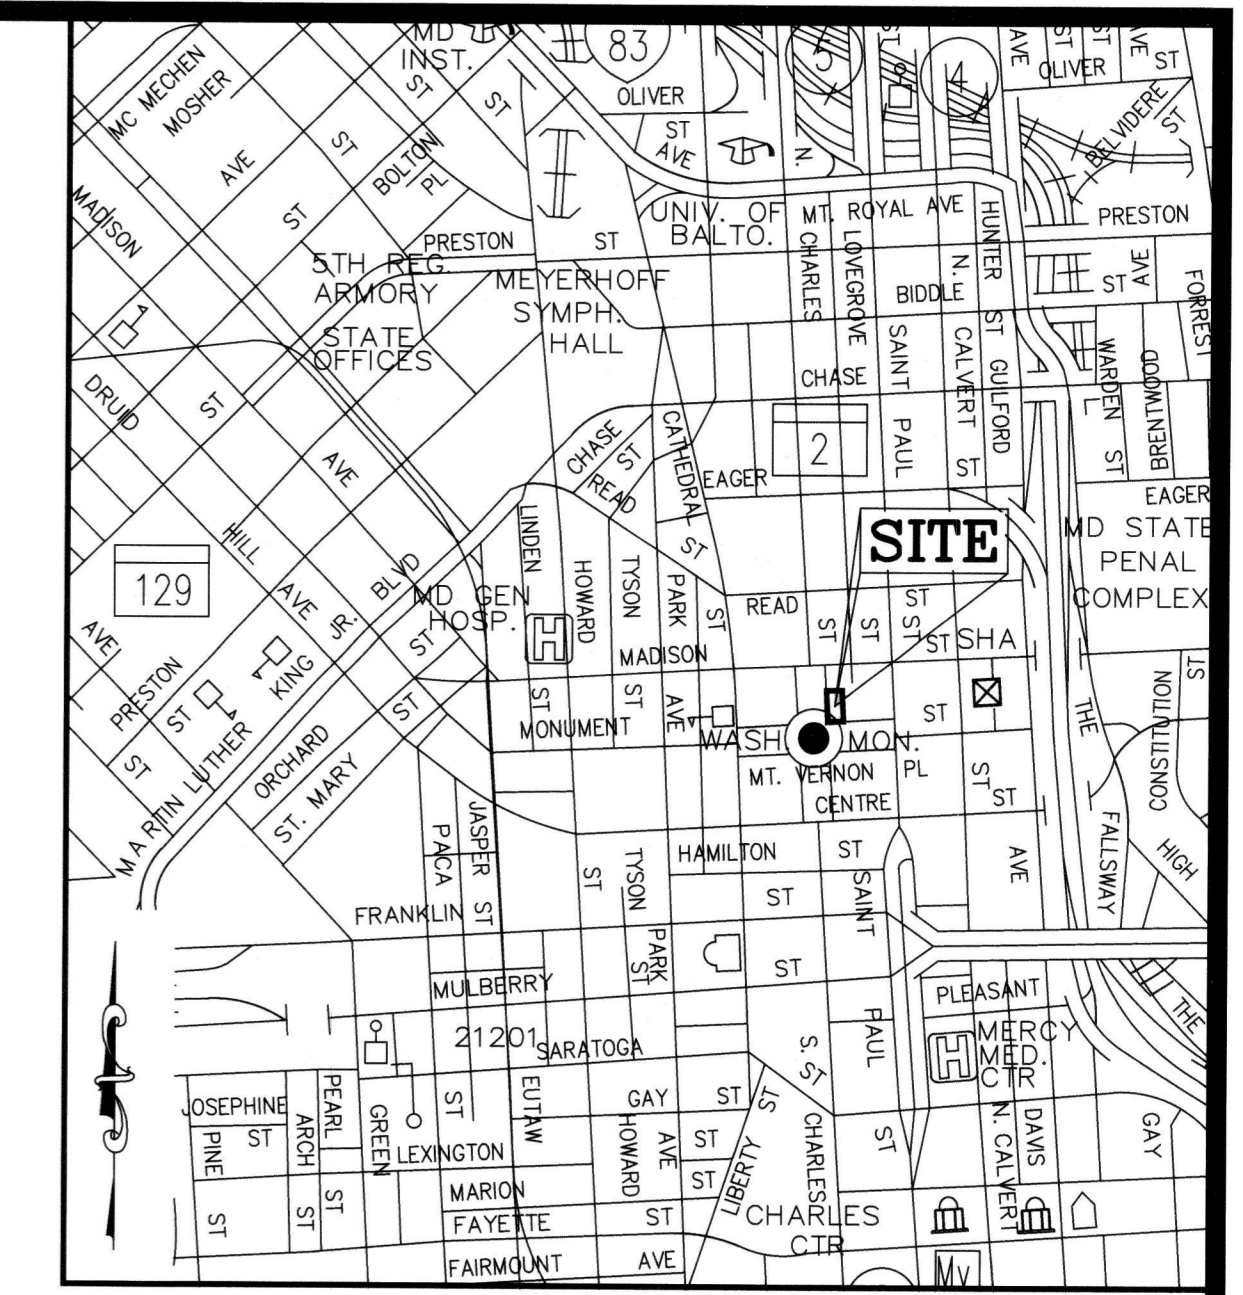 MD
INST.
83
5
4
AVE
ST
ST
AVE
ST
OLIVER
MC MECHEN
MOSHER
ST
ST
OLIVER
ST
AVE
BELVIDERE
ST
AVE
ST
BOLTON
PL
N.
MADISON
ST
PRESTON
ST
UNIV. OF
BALTO.
MT. ROYAL AVE
CHARLES
LOVEGROVE
HUNTER
ST
PRESTON
5TH REG.
ARMORY
MEYERHOFF
SYMPH.
HALL
N.
CALVERT
ST
BIDDLE
ST
AVE
FORREST
STATE
OFFICES
SAINT
PAUL
GUILFORD
WARDEN
ST
BRENTWOOD
CHASE
DRUID
ST
AVE
CHASE
ST
READ
CATHEDRAL
ST
EAGER
2
EAGER
MD STATE
PENAL
COMPLEX
SITE
HILL
AVE
129
LINDEN
HOWARD
TYSON
PARK
ST
READ
ST
ST
ST
ST
ST
SHA
JR.
BLVD
MD GEN
HOSP.
H
MADISON
AVE
PRESTON
ST
KING
ST
ST
ST
ST
AVE
MONUMENT
ST
WASH. MON.
MT. VERNON
PL
CENTRE
ST
ST
THE
FALLSWAY
CONSTITUTION
ST
ST
MARTIN LUTHER
ORCHARD
ST. MARY
PACA
JASPER
ST
HAMILTON
ST
AVE
HIGH
ST
TYSON
ST
SAINT
FRANKLIN
PARK
ST
ST
MULBERRY
PLEASANT
THE
21201
SARATOGA
PAUL
H
MERCY
MED.
CTR
S.
ST
JOSEPHINE
ST
PINE
ST
ARCH
ST
PEARL
ST
GREEN
ST
EUTAW
GAY
ST
ST
HOWARD
AVE
ST
ST
LIBERTY
CHARLES
ST
N. CALVERT
DAVIS
GAY
LEXINGTON
MARION
FAYETTE
ST
CHARLES
CTR
FAIRMOUNT
AVE
MV